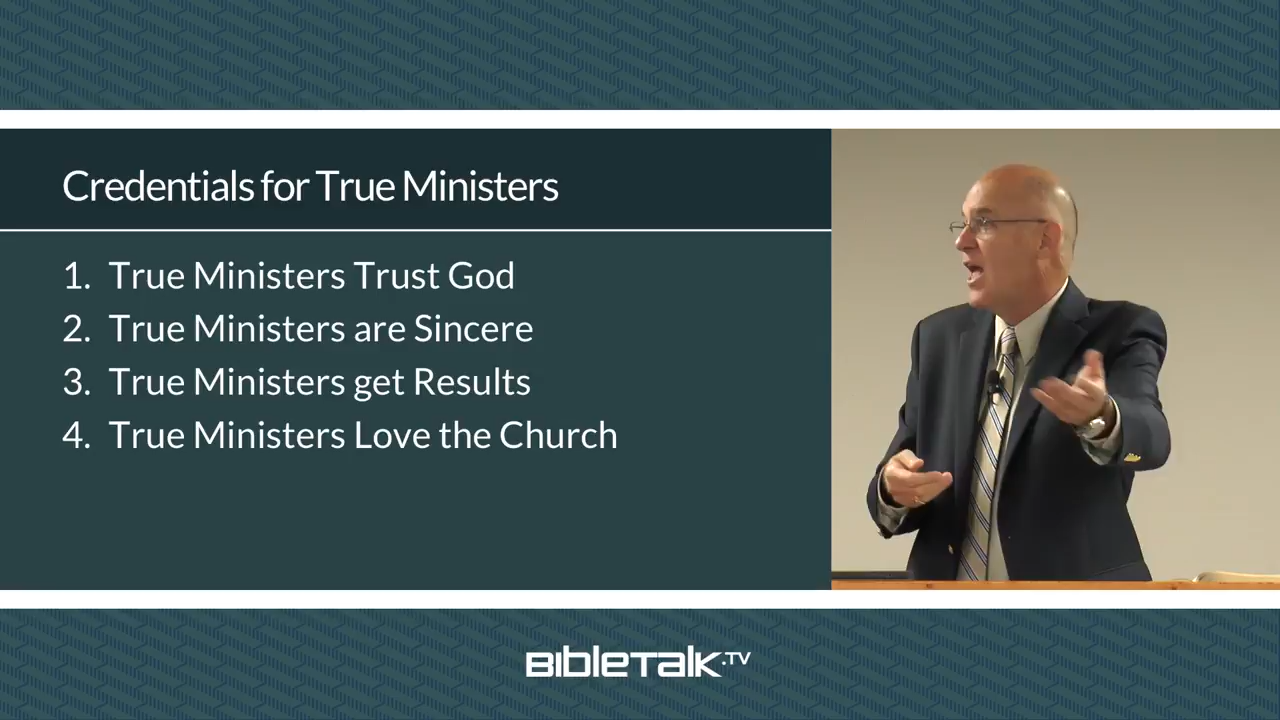 Credentials for True Ministers
1. True Ministers Trust God
2. True Ministers are Sincere
3. True Ministers get Results
4. True Ministers Love the Church
BibleTalk.TV